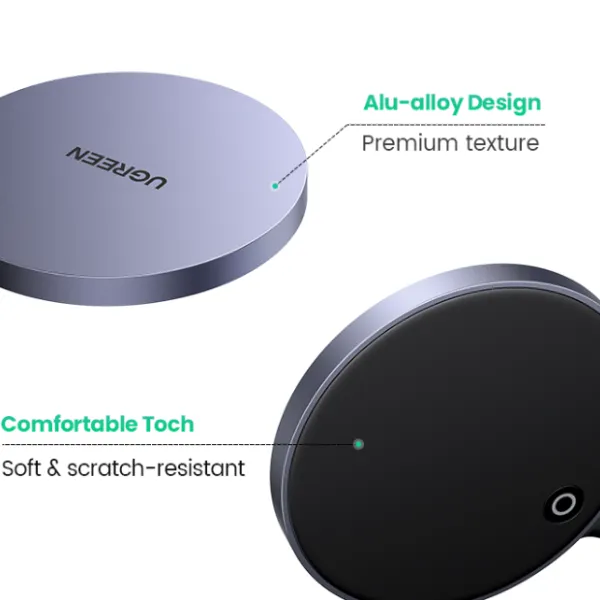 Alu-alloy Design
Premium texture
UGREEN
Comfortable Toch
Soft & scratch-resistant